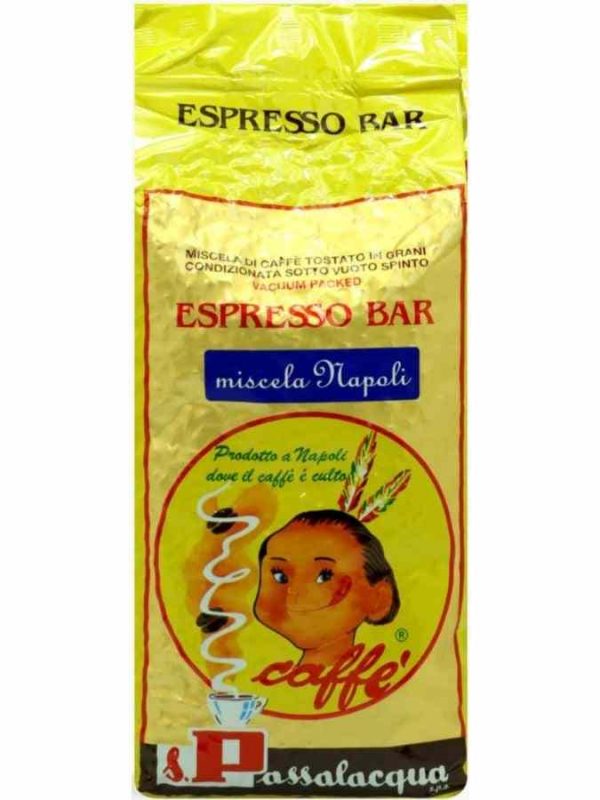 ESPRESSO BAR
MISCELA DI CAFFÈ TOSTATO IN GRANI
CONDIZIONATA SOTTO VUOTO SPINTO
VACUUM PACKED
ESPRESSO BAR
miscela Napoli
Prodotto a Napoli
dove il caffè è culto
caffè ®
S. Passalacqua s.p.a.